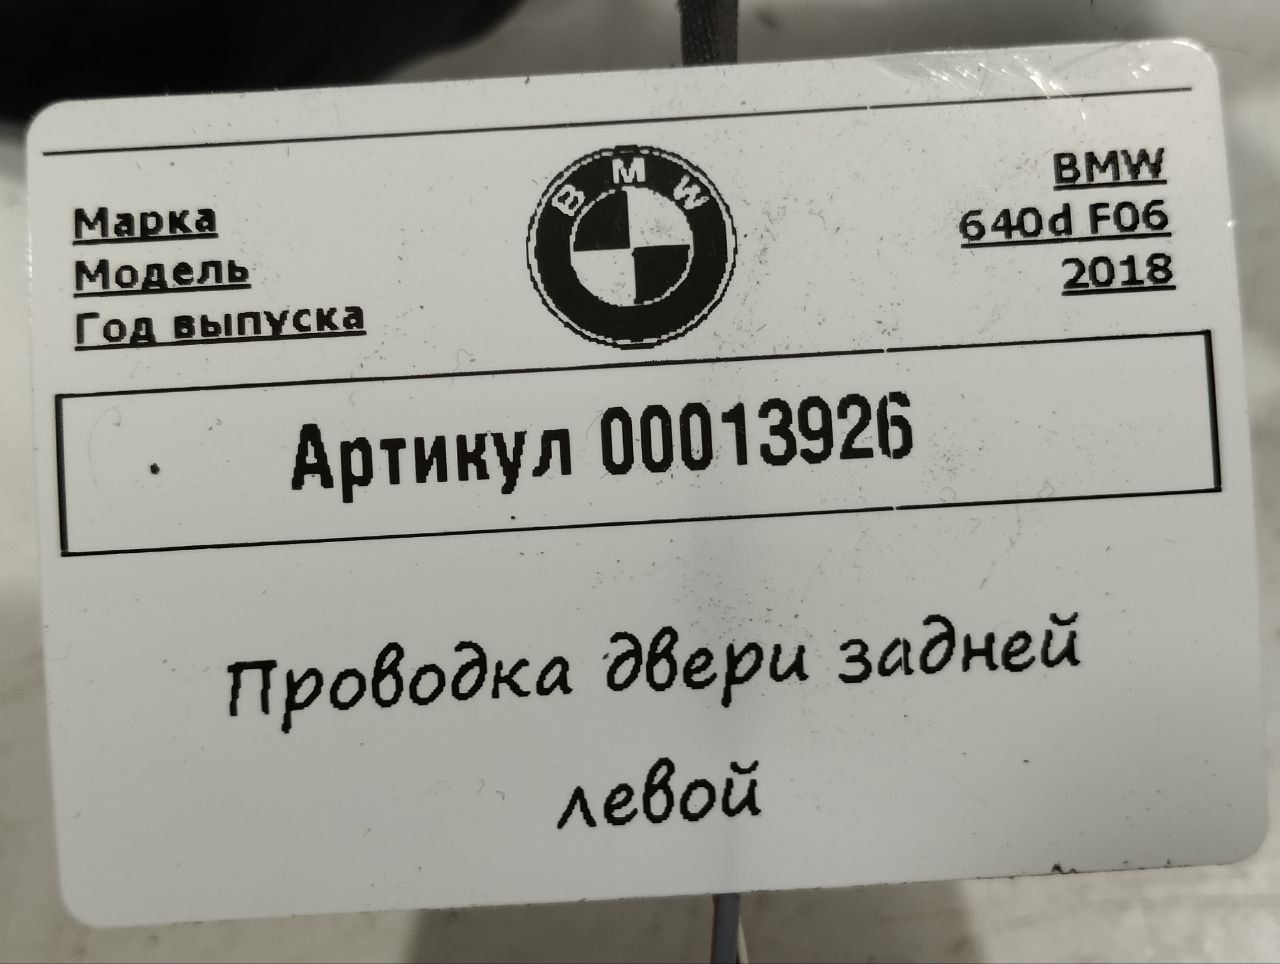 Марка BMW
Модель 640d F06
Год выпуска 2018
B M W
Артикул 00013926
Проводка двери задней
левой